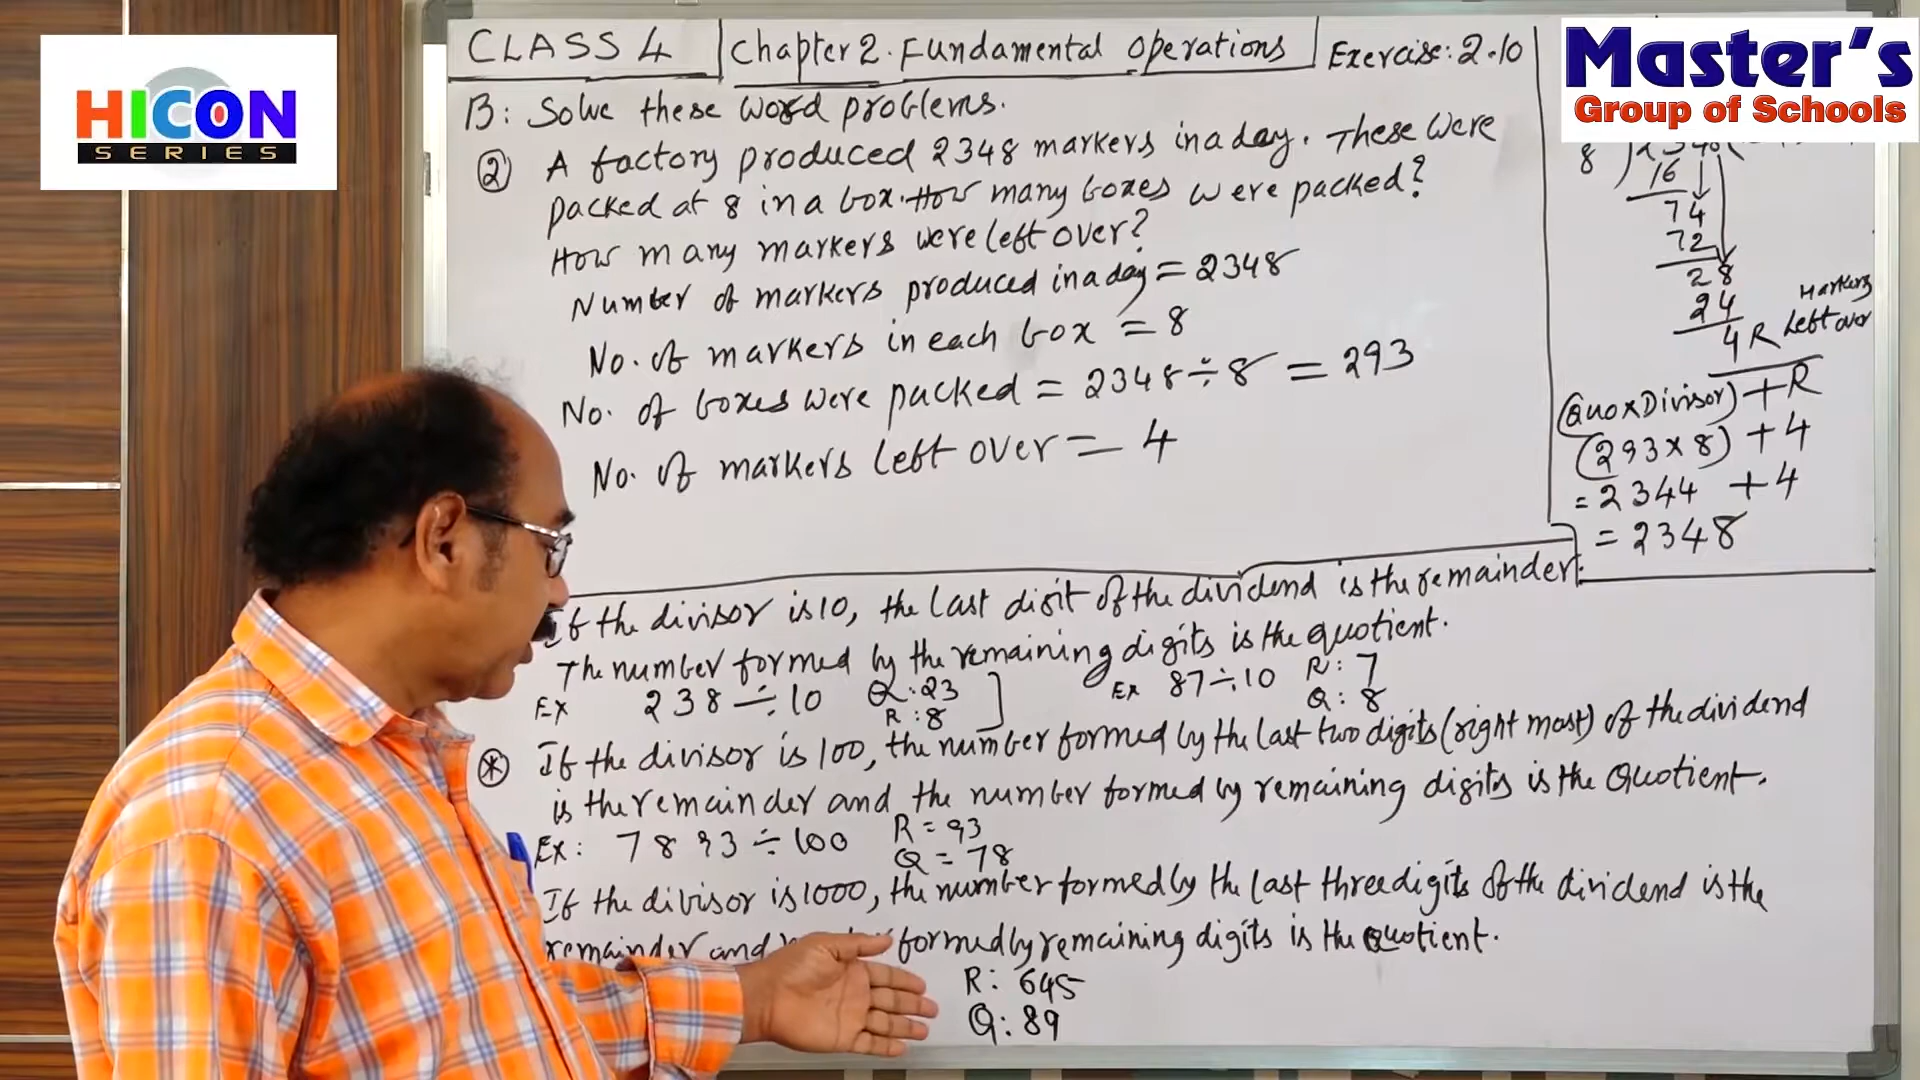 HICON
SERIES
Master's
Group of Schools
CLASS 4
Chapter 2. Fundamental Operations
Exercise: 2.10
B: Solve these word problems.
② A factory produced 2348 markers in a day. These were
packed at 8 in a box. How many boxes were packed?
How many markers were left over?
Number of markers produced in a day = 2348
No. of markers in each box = 8
No. of boxes were packed = 2348 ÷ 8 = 293
No. of markers left over = 4
8
16
74
72
28
24
4 R Markers
Left over
(Quo x Divisor) + R
(293 x 8) + 4
= 2344 + 4
= 2348
If the divisor is 10, the last digit of the dividend is the remainder.
The number formed by the remaining digits is the quotient.
Ex 238 ÷ 10 Q: 23
R: 8
Ex 87 ÷ 10 R: 7
Q: 8
* If the divisor is 100, the number formed by the last two digits (right most) of the dividend
is the remainder and the number formed by remaining digits is the Quotient.
Ex: 7893 ÷ 100 R = 93
Q = 78
If the divisor is 1000, the number formed by the last three digits of the dividend is the
remainder and formed by remaining digits is the Quotient.
R: 645
Q: 89